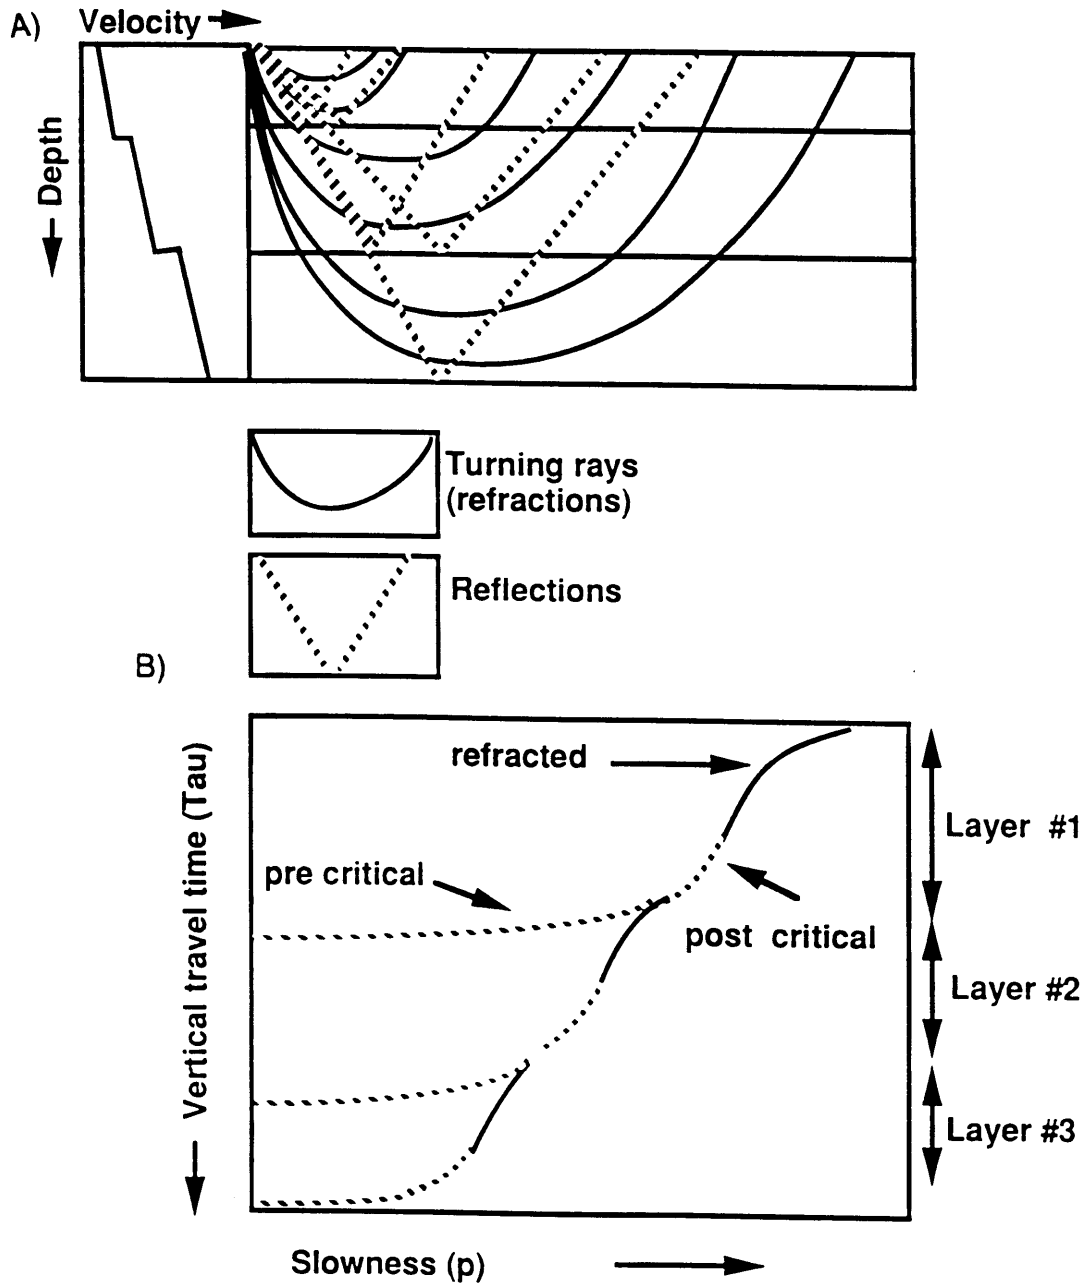 A)
Velocity
Depth
Turning rays
(refractions)
Reflections
B)
refracted
Layer #1
pre critical
post critical
Layer #2
Layer #3
Vertical travel time (Tau)
Slowness (p)